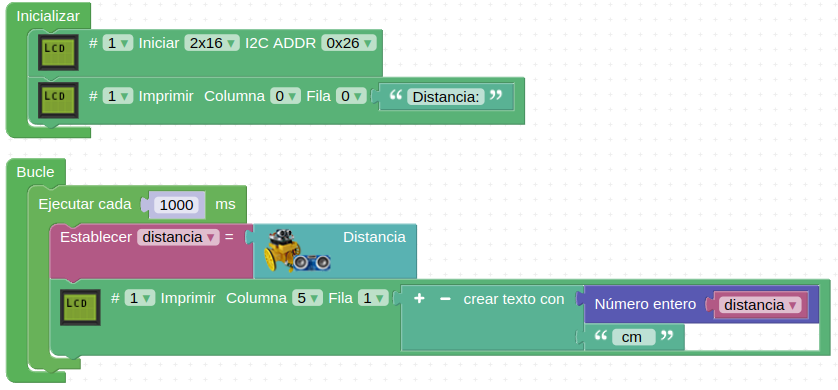 Inicializar
LCD # 1 ▾ Iniciar 2x16 ▾ I2C ADDR 0x26 ▾
LCD # 1 ▾ Imprimir Columna 0 ▾ Fila 0 ▾ “ Distancia: ”
Bucle
Ejecutar cada 1000 ms
Establecer distancia ▾ = Distancia
LCD # 1 ▾ Imprimir Columna 5 ▾ Fila 1 ▾ + − crear texto con Número entero distancia ▾
“ cm ”